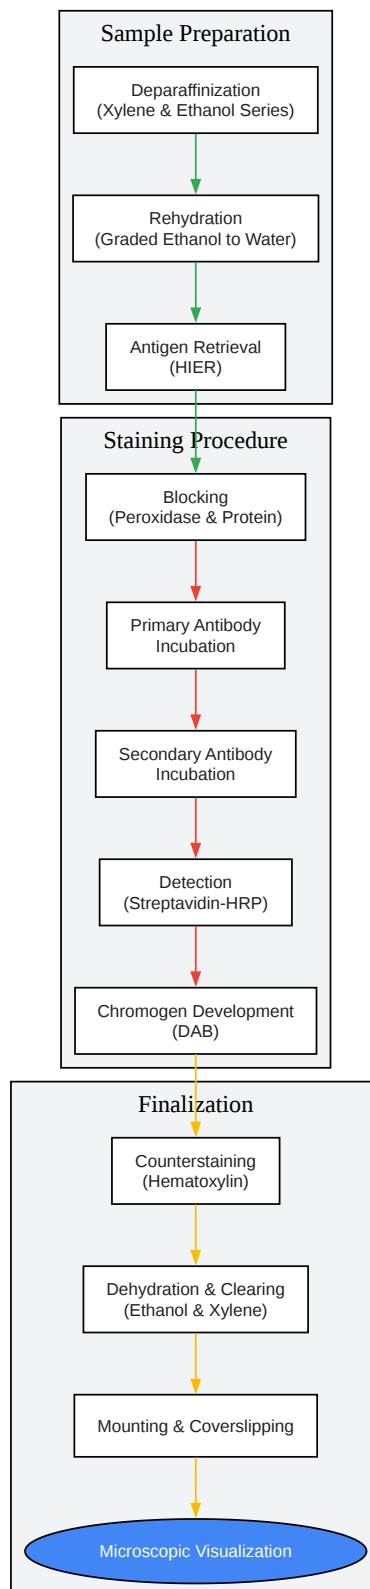 Sample Preparation
Deparaffinization
(Xylene & Ethanol Series)
Rehydration
(Graded Ethanol to Water)
Antigen Retrieval
(HIER)
Staining Procedure
Blocking
(Peroxidase & Protein)
Primary Antibody
Incubation
Secondary Antibody
Incubation
Detection
(Streptavidin-HRP)
Chromogen Development
(DAB)
Finalization
Counterstaining
(Hematoxylin)
Dehydration & Clearing
(Ethanol & Xylene)
Mounting & Coverslipping
Microscopic Visualization